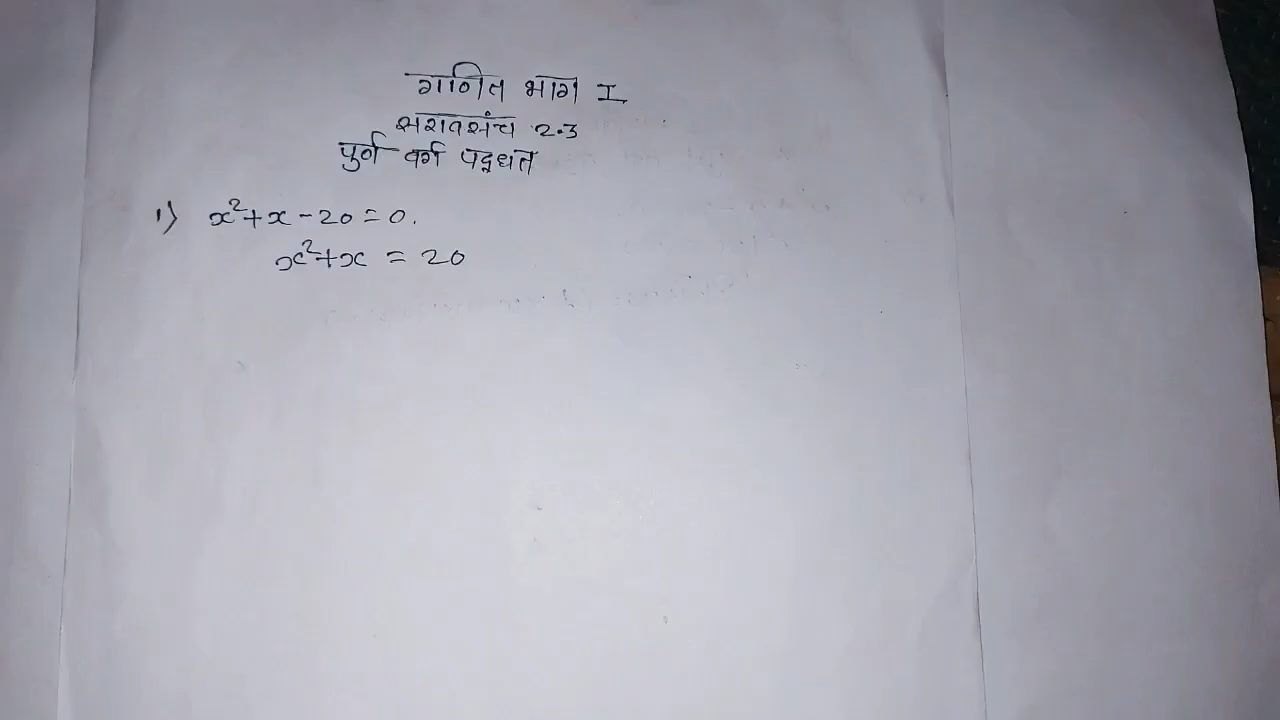 गणित भाग I
सरावसंच 2.3
पुर्ण वर्ग पद्धत
1) x²+x-20=0.
x²+x = 20